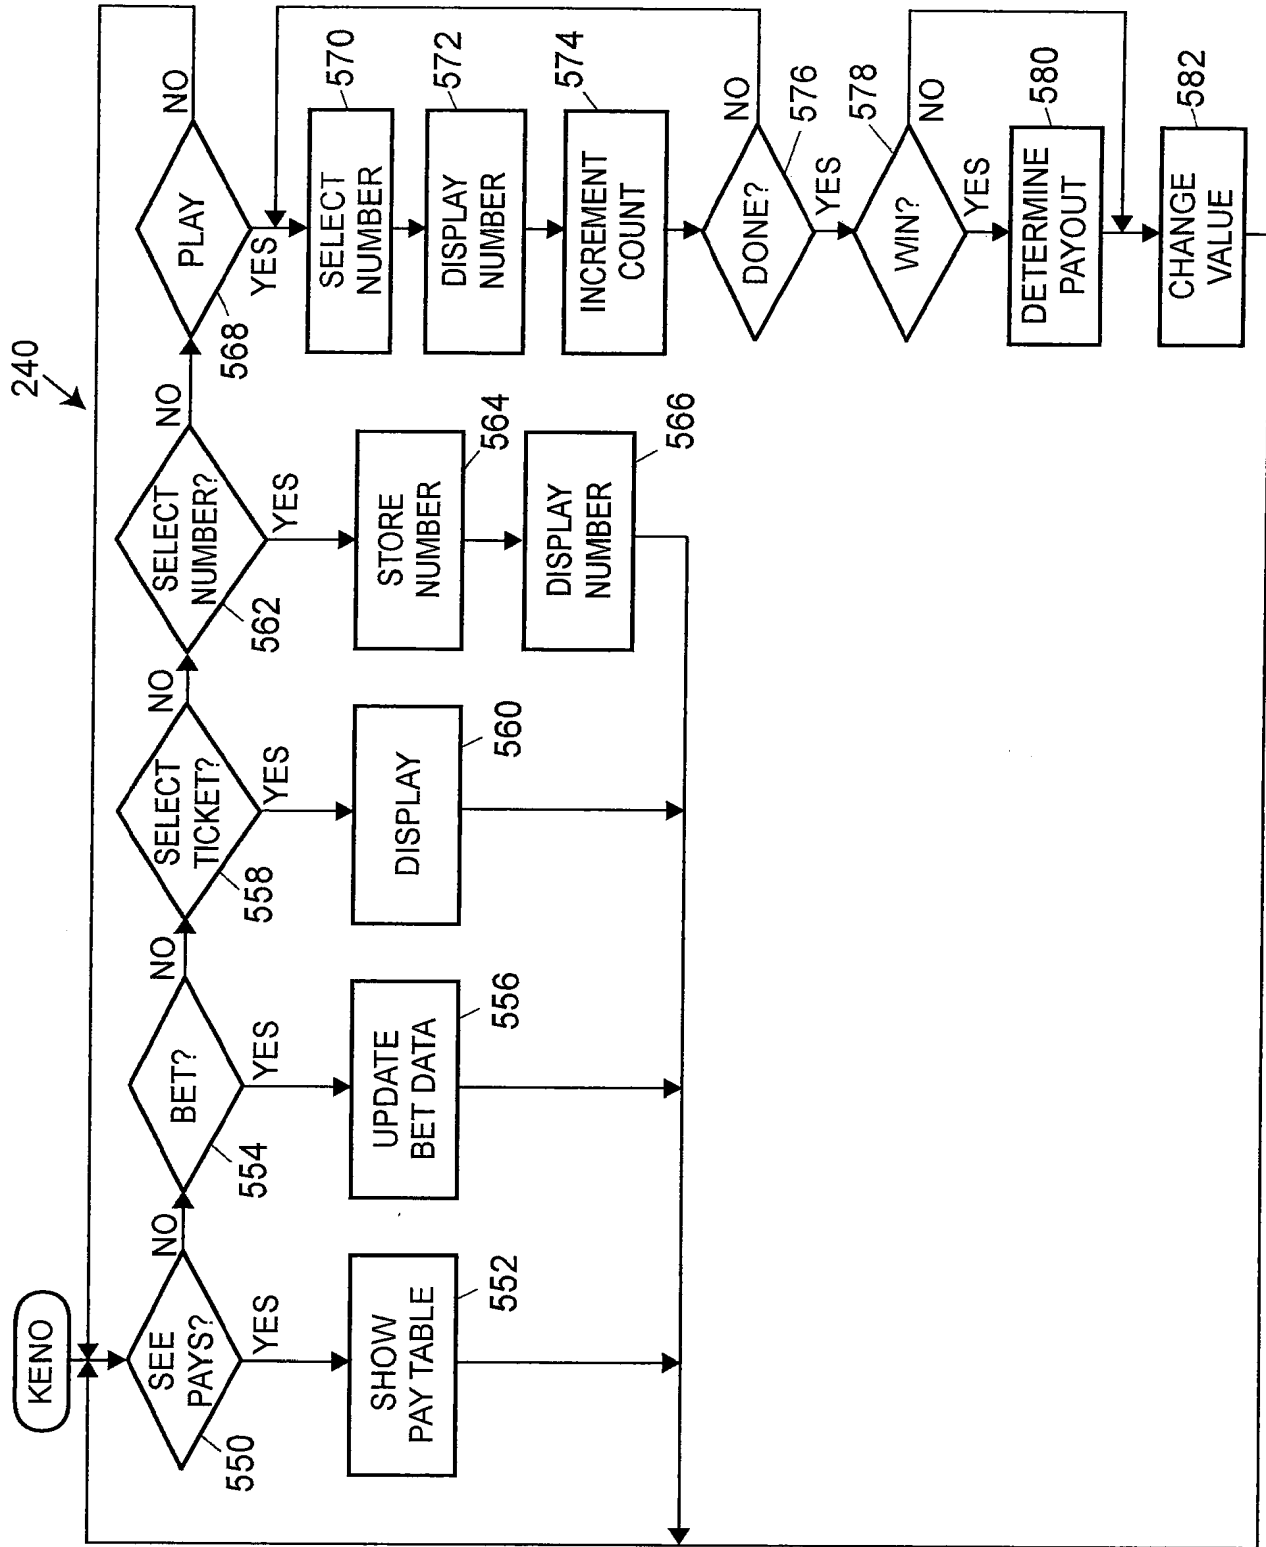 240
KENO
SEE
PAYS?
550
NO
YES
SHOW
PAY TABLE
552
BET?
554
NO
YES
UPDATE
BET DATA
556
SELECT
TICKET?
558
NO
YES
DISPLAY
560
SELECT
NUMBER?
562
NO
YES
STORE
NUMBER
564
DISPLAY
NUMBER
566
PLAY
568
NO
YES
SELECT
NUMBER
570
DISPLAY
NUMBER
572
INCREMENT
COUNT
574
DONE?
576
NO
YES
WIN?
578
NO
YES
DETERMINE
PAYOUT
580
CHANGE
VALUE
582